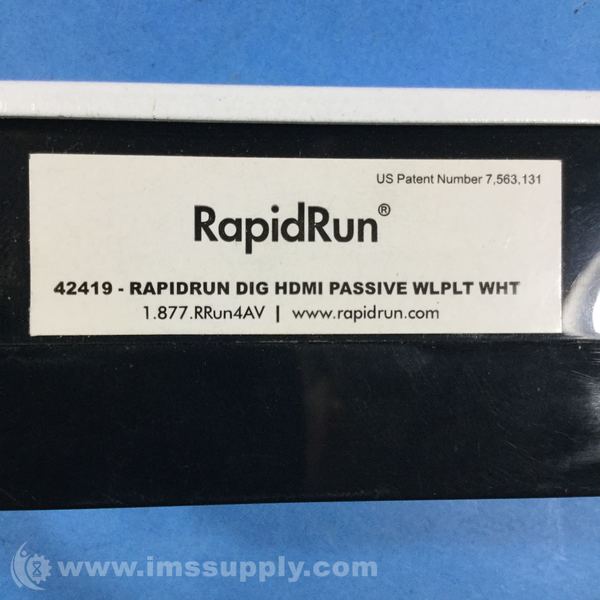 US Patent Number 7,563,131
RapidRun®
42419 - RAPIDRUN DIG HDMI PASSIVE WLPLT WHT
1.877.RRun4AV | www.rapidrun.com
www.imssupply.com